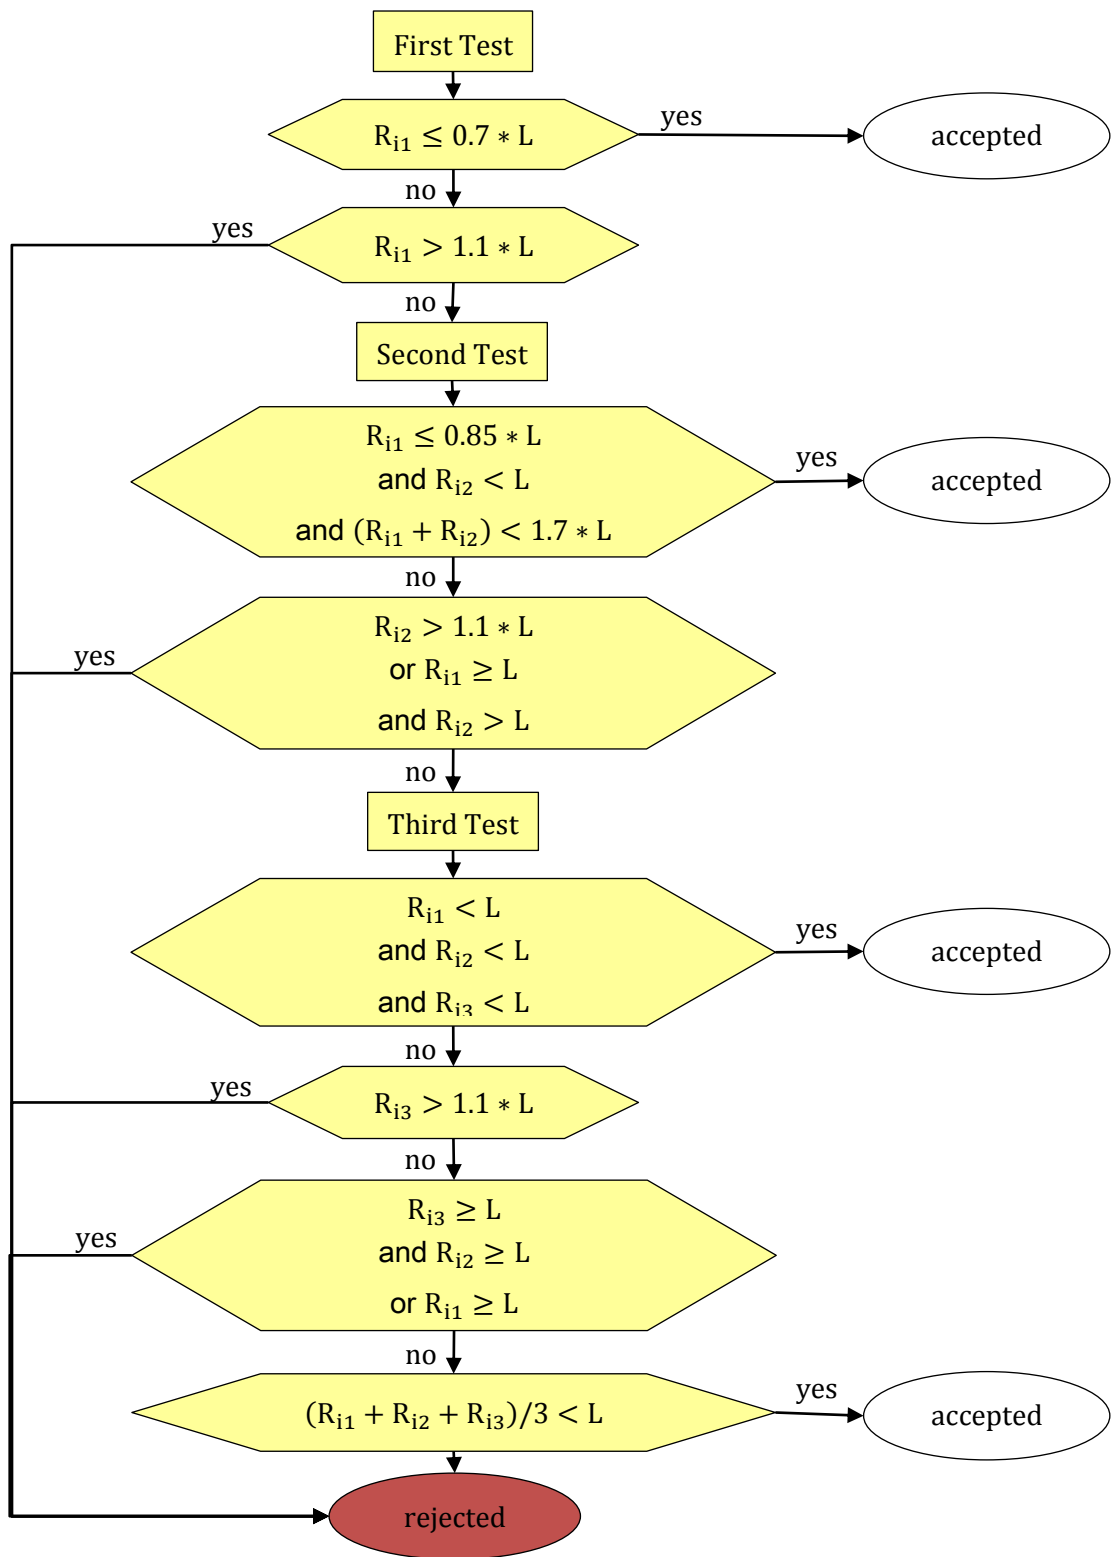 First Test
R_i1 ≤ 0.7 ∗ L
yes
accepted
no
yes
R_i1 > 1.1 ∗ L
no
Second Test
R_i1 ≤ 0.85 ∗ L
and R_i2 < L
and (R_i1 + R_i2) < 1.7 ∗ L
yes
accepted
no
R_i2 > 1.1 ∗ L
or R_i1 ≥ L
and R_i2 > L
yes
no
Third Test
R_i1 < L
and R_i2 < L
and R_i3 < L
yes
accepted
no
yes
R_i3 > 1.1 ∗ L
no
R_i3 ≥ L
and R_i2 ≥ L
or R_i1 ≥ L
yes
no
(R_i1 + R_i2 + R_i3)/3 < L
yes
accepted
rejected